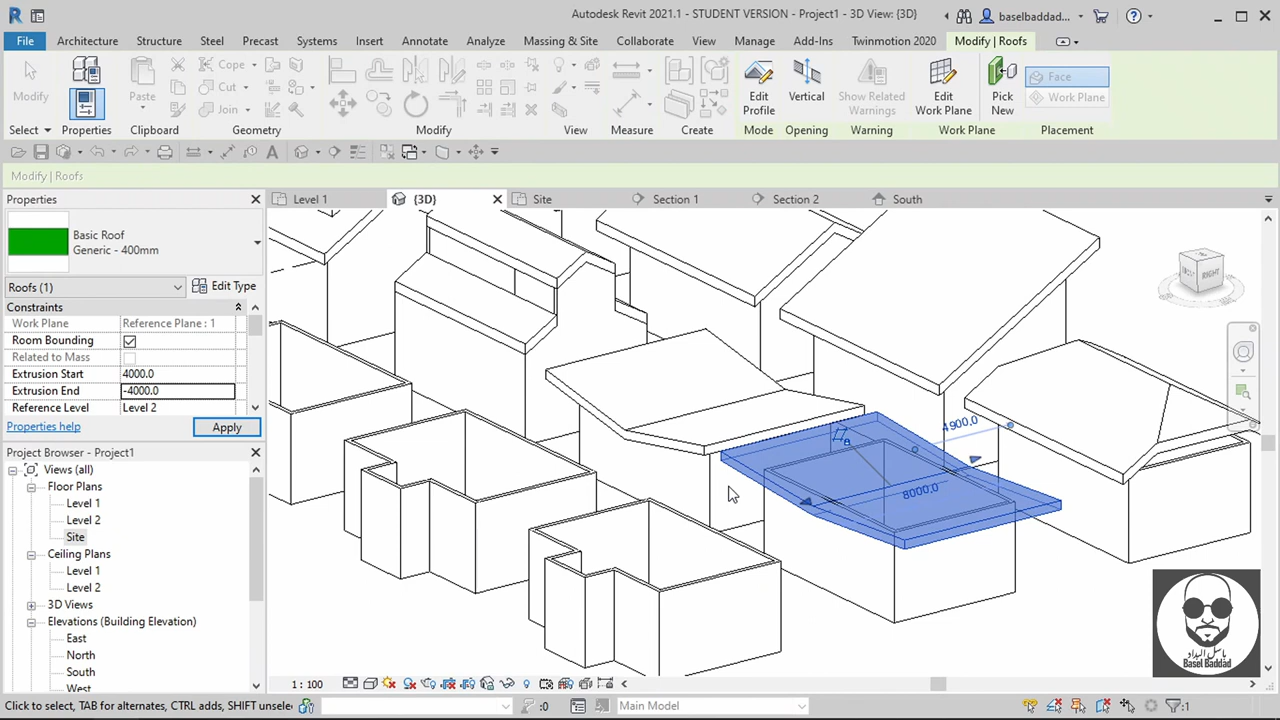 Autodesk Revit 2021.1 - STUDENT VERSION - Project1 - 3D View: {3D}
baselbaddad...
File Architecture Structure Steel Precast Systems Insert Annotate Analyze Massing & Site Collaborate View Manage Add-Ins Twinmotion 2020 Modify | Roofs
Cope
Face
Cut
Modify Paste Edit Profile Vertical Show Related Warnings Edit Work Plane Pick New Work Plane
Join
Select Properties Clipboard Geometry Modify View Measure Create Mode Opening Warning Work Plane Placement
Modify | Roofs
Properties
Level 1 {3D} Site Section 1 Section 2 South
Basic Roof
Generic - 400mm
Roofs (1) Edit Type
Constraints
Work Plane Reference Plane : 1
Room Bounding
Related to Mass
Extrusion Start 4000.0
Extrusion End -4000.0
Reference Level Level 2
Properties help Apply
Project Browser - Project1
Views (all)
Floor Plans
Level 1
Level 2
Site
Ceiling Plans
Level 1
Level 2
3D Views
Elevations (Building Elevation)
East
North
South
West
RIGHT
4900.0
8000.0
باسل البداد
Basel Baddad
1 : 100
Click to select, TAB for alternates, CTRL adds, SHIFT unselec
:0 Main Model :1